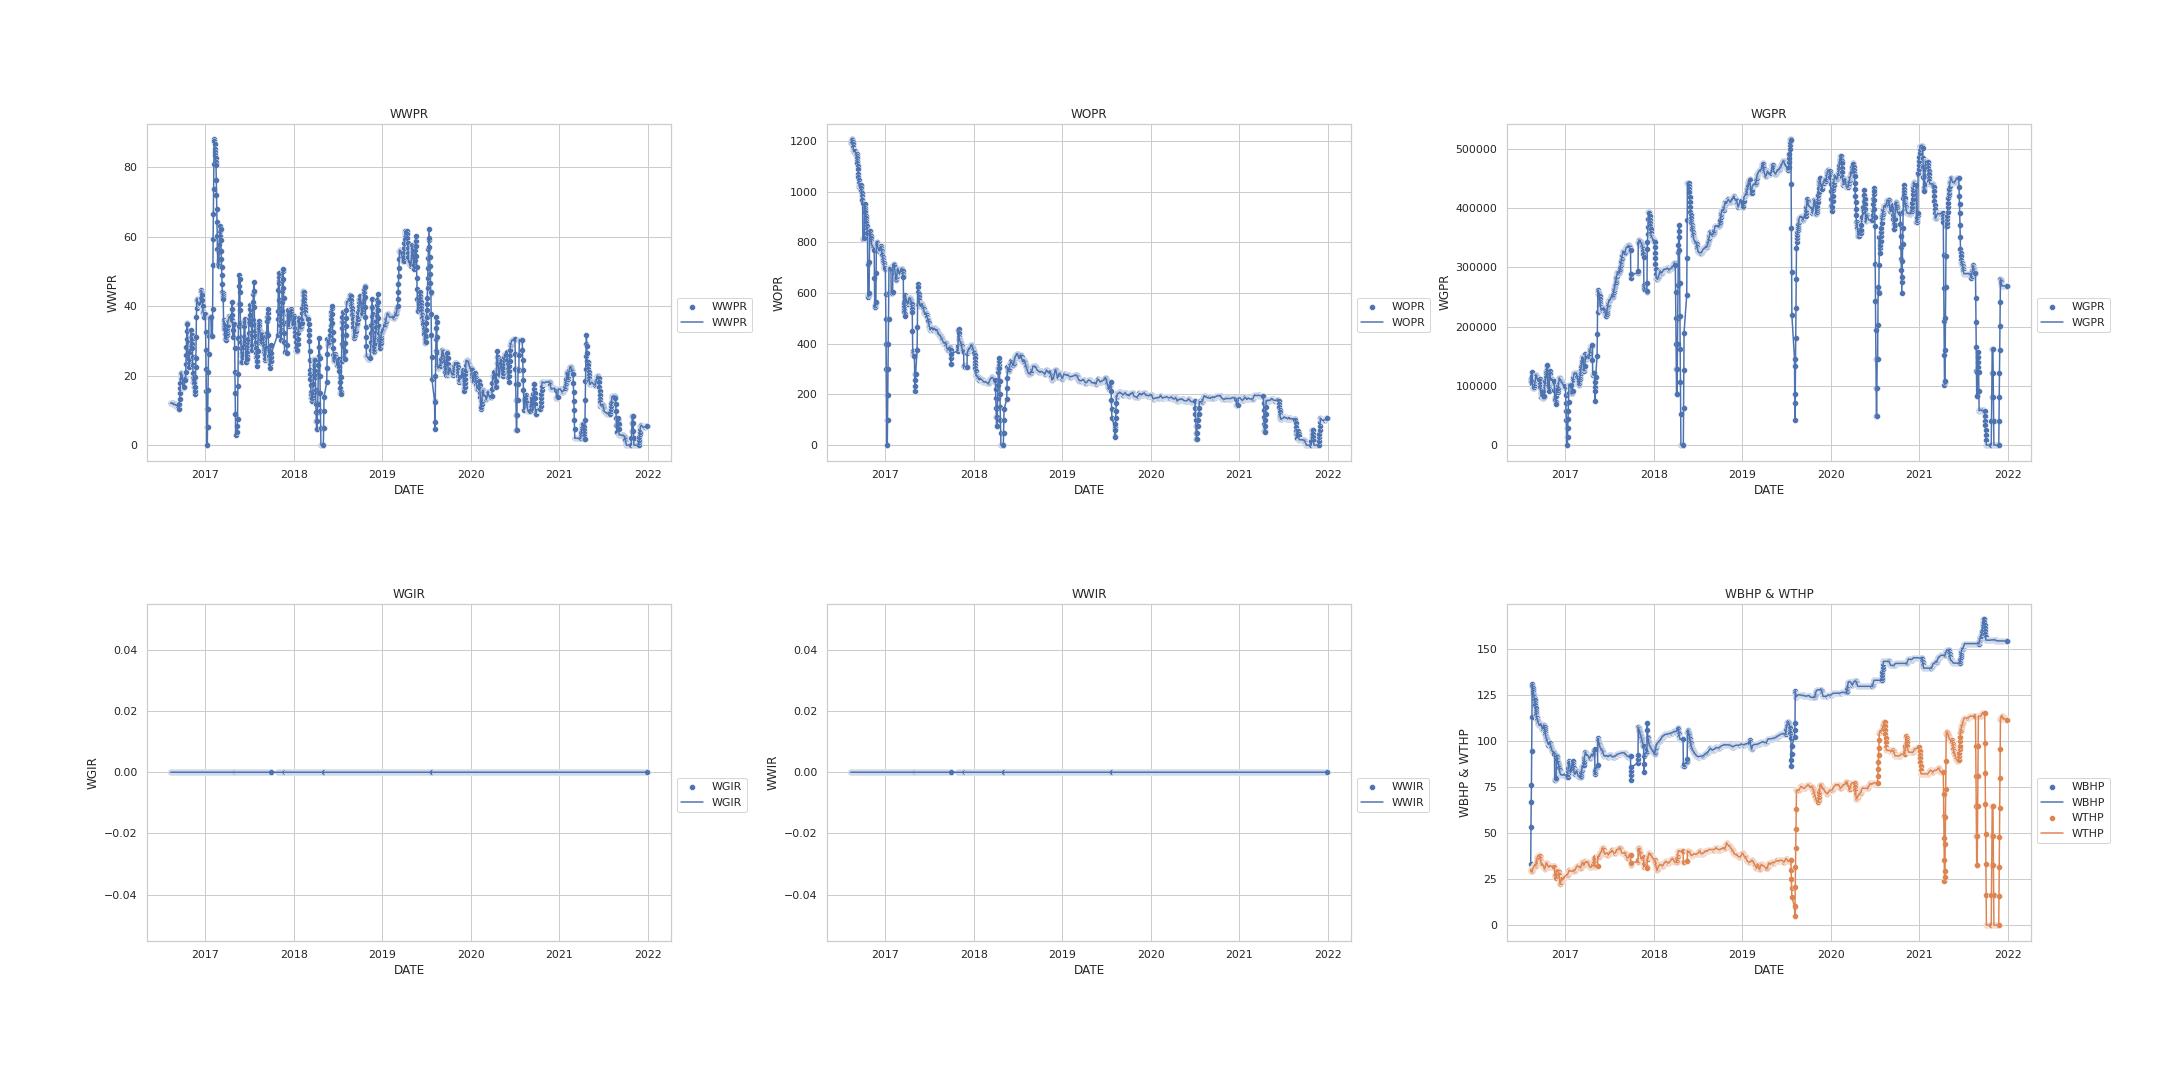 WWPR
WWPR
80
60
40
20
0
2017 2018 2019 2020 2021 2022
DATE
WWPR
WWPR
WOPR
WOPR
1200
1000
800
600
400
200
0
2017 2018 2019 2020 2021 2022
DATE
WOPR
WOPR
WGPR
WGPR
500000
400000
300000
200000
100000
0
2017 2018 2019 2020 2021 2022
DATE
WGPR
WGPR
WGIR
WGIR
0.04
0.02
0.00
−0.02
−0.04
2017 2018 2019 2020 2021 2022
DATE
WGIR
WGIR
WWIR
WWIR
0.04
0.02
0.00
−0.02
−0.04
2017 2018 2019 2020 2021 2022
DATE
WWIR
WWIR
WBHP & WTHP
WBHP & WTHP
150
125
100
75
50
25
0
2017 2018 2019 2020 2021 2022
DATE
WBHP
WBHP
WTHP
WTHP